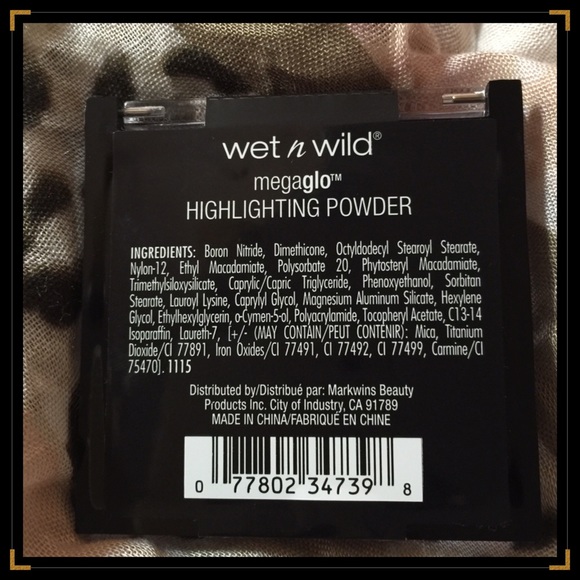 wet n wild®
megaglo™
HIGHLIGHTING POWDER
INGREDIENTS: Boron Nitride, Dimethicone, Octyldodecyl Stearoyl Stearate,
Nylon-12, Ethyl Macadamiate, Polysorbate 20, Phytosteryl Macadamiate,
Trimethylsiloxysilicate, Caprylic/Capric Triglyceride, Phenoxyethanol, Sorbitan
Stearate, Lauroyl Lysine, Caprylyl Glycol, Magnesium Aluminum Silicate, Hexylene
Glycol, Ethylhexylglycerin, o-Cymen-5-ol, Polyacrylamide, Tocopheryl Acetate, C13-14
Isoparaffin, Laureth-7, [+/- (MAY CONTAIN/PEUT CONTENIR): Mica, Titanium
Dioxide/CI 77891, Iron Oxides/CI 77491, CI 77492, CI 77499, Carmine/CI
75470]. 1115
Distributed by/Distribué par: Markwins Beauty
Products Inc. City of Industry, CA 91789
MADE IN CHINA/FABRIQUÉ EN CHINE
0 77802 34739 8